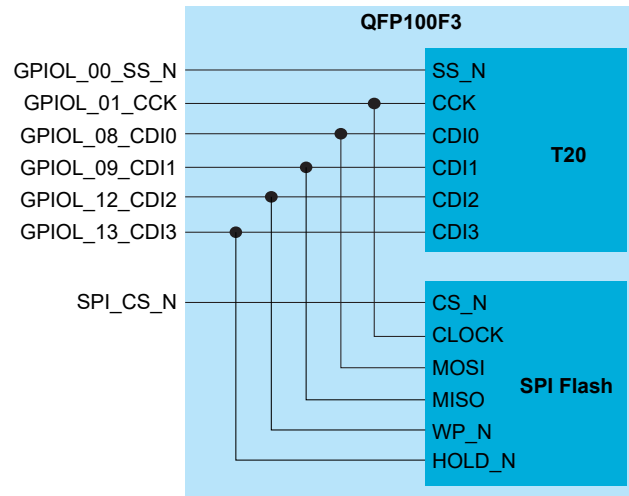 QFP100F3
GPIOL_00_SS_N
SS_N
GPIOL_01_CCK
CCK
GPIOL_08_CDI0
CDI0
T20
GPIOL_09_CDI1
CDI1
GPIOL_12_CDI2
CDI2
GPIOL_13_CDI3
CDI3
SPI_CS_N
CS_N
CLOCK
MOSI
SPI Flash
MISO
WP_N
HOLD_N